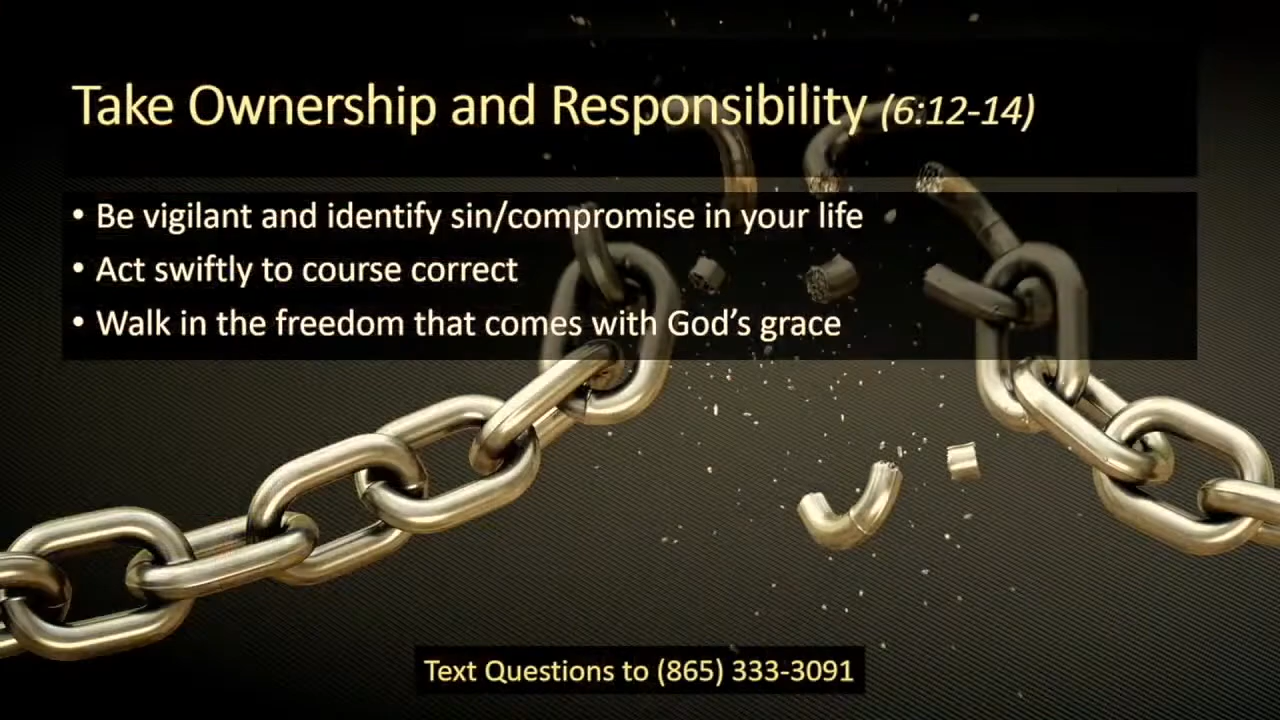 Take Ownership and Responsibility (6:12-14)
• Be vigilant and identify sin/compromise in your life
• Act swiftly to course correct
• Walk in the freedom that comes with God’s grace
Text Questions to (865) 333-3091